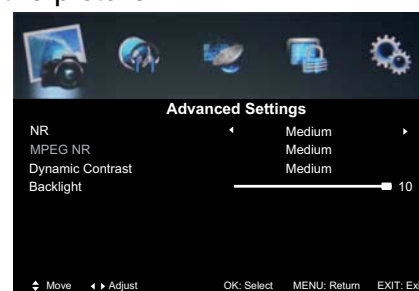 Advanced Settings
NR Medium
MPEG NR Medium
Dynamic Contrast Medium
Backlight 10
Move Adjust OK: Select MENU: Return EXIT: